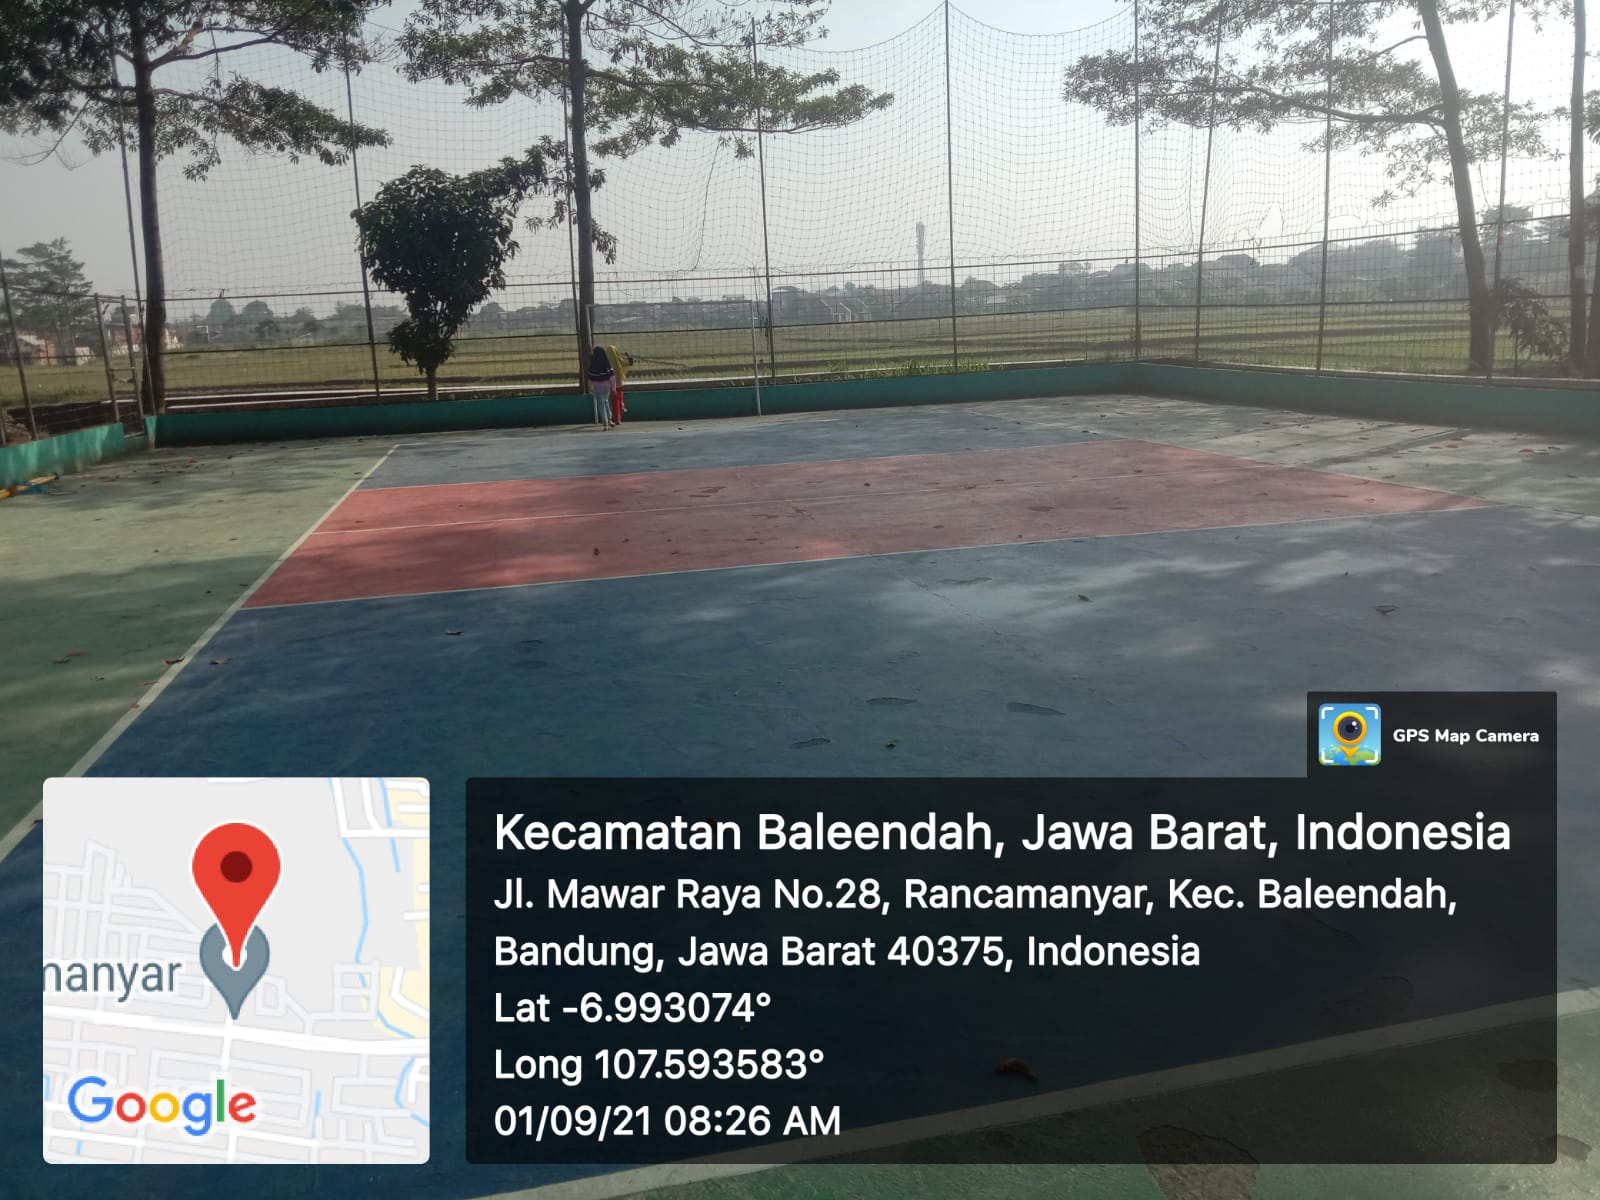 GPS Map Camera
Kecamatan Baleendah, Jawa Barat, Indonesia
Jl. Mawar Raya No.28, Rancamanyar, Kec. Baleendah,
Bandung, Jawa Barat 40375, Indonesia
Lat -6.993074°
Long 107.593583°
01/09/21 08:26 AM
manyar
Google